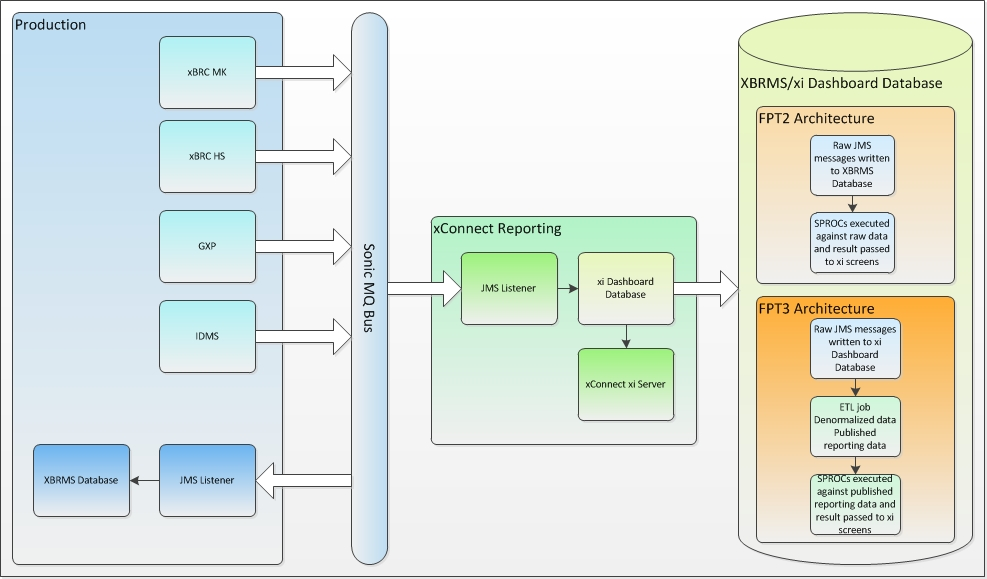 Production
xBRC MK
xBRC HS
GXP
IDMS
XBRMS Database
JMS Listener
Sonic MQ Bus
xConnect Reporting
JMS Listener
xi Dashboard
Database
xConnect xi Server
XBRMS/xi Dashboard Database
FPT2 Architecture
Raw JMS
messages written
to XBRMS
Database
SPROCs executed
against raw data
and result passed
to xi screens
FPT3 Architecture
Raw JMS messages
written to xi
Dashboard
Database
ETL job
Denormalized data
Published
reporting data
SPROCs executed
against published
reporting data and
result passed to xi
screens